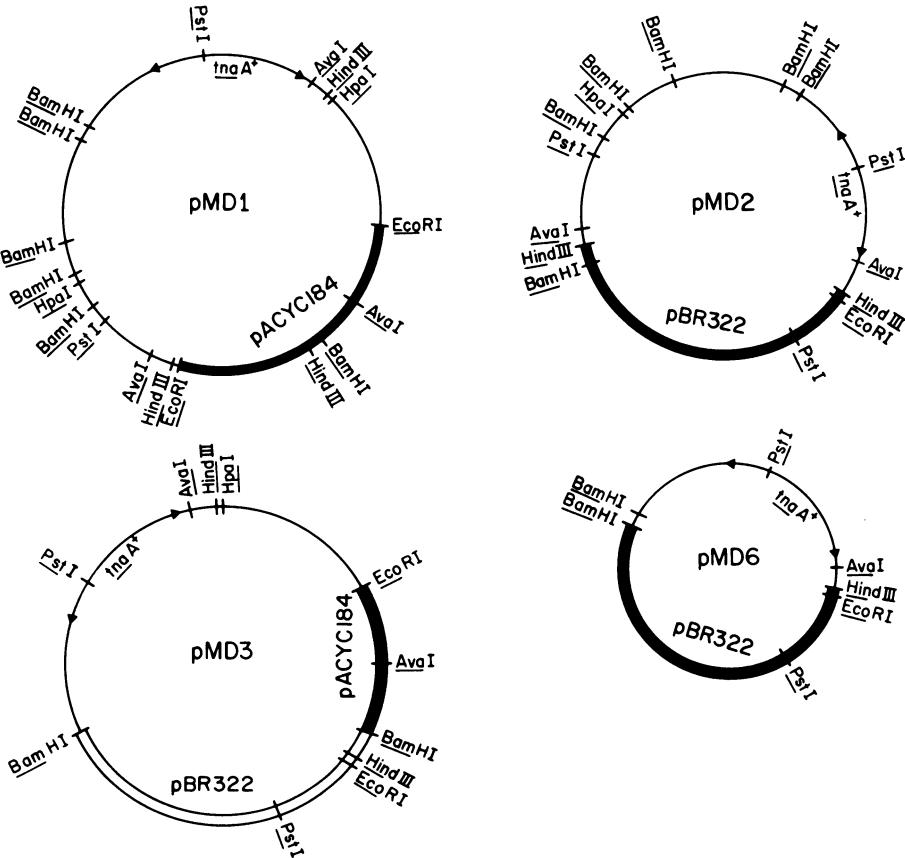 PstI
tnaA+
AvaI
HindIII
HpaI
BamHI
BamHI
pMD1
EcoRI
BamHI
BamHI
HpaI
BamHI
PstI
AvaI
HindIII
EcoRI
pACYC184
AvaI
BamHI
HindIII
BamHI
BamHI
BamHI
BamHI
HpaI
BamHI
PstI
PstI
tnaA+
pMD2
AvaI
HindIII
BamHI
AvaI
HindIII
EcoRI
pBR322
PstI
AvaI
HindIII
HpaI
PstI
tnaA+
EcoRI
pACYC184
pMD3
AvaI
BamHI
BamHI
HindIII
EcoRI
pBR322
PstI
PstI
BamHI
BamHI
tnaA+
pMD6
AvaI
HindIII
EcoRI
pBR322
PstI